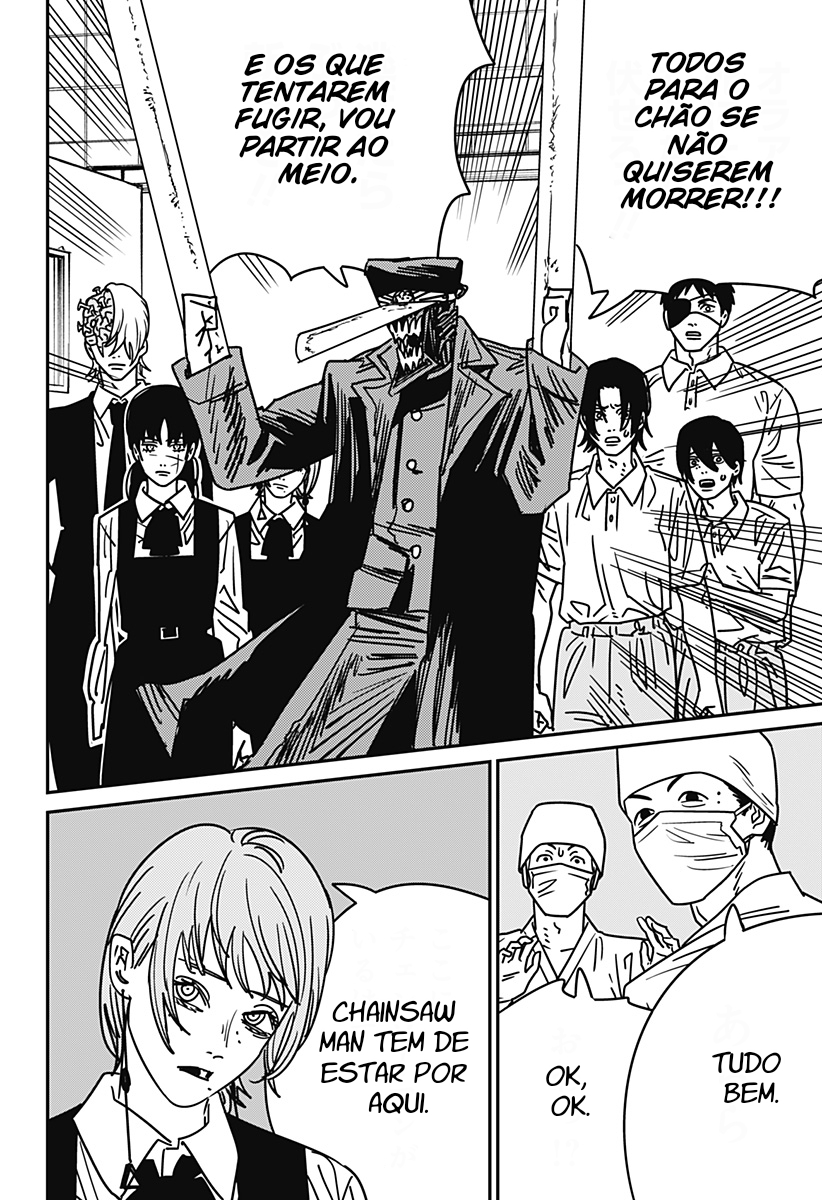 TODOS
PARA O
CHÃO SE
NÃO
QUISEREM
MORRER!!!
E OS QUE
TENTAREM
FUGIR, VOU
PARTIR AO
MEIO.
TUDO
BEM.
OK,
OK.
CHAINSAW
MAN TEM DE
ESTAR POR
AQUI.